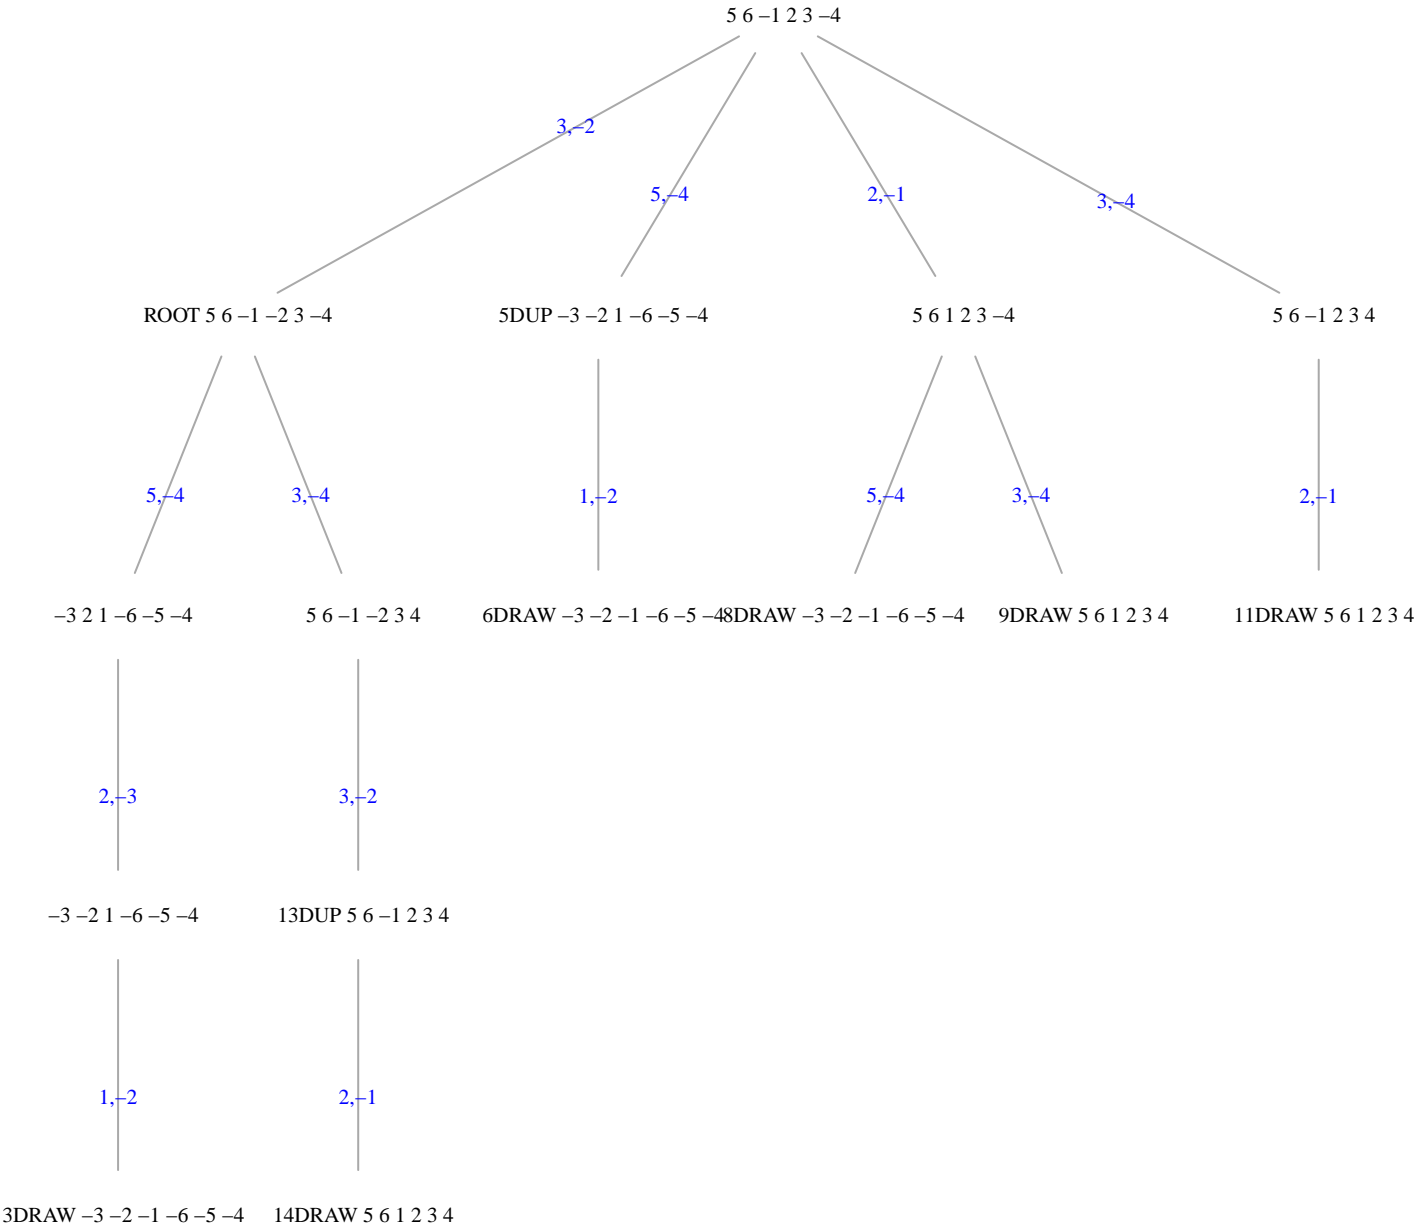 5 6 –1 2 3 –4
3,–2
5,–4
2,–1
3,–4
ROOT 5 6 –1 –2 3 –4
5DUP –3 –2 1 –6 –5 –4
5 6 1 2 3 –4
5 6 –1 2 3 4
5,–4
3,–4
1,–2
5,–4
3,–4
2,–1
–3 2 1 –6 –5 –4
5 6 –1 –2 3 4
6DRAW –3 –2 –1 –6 –5 –4
8DRAW –3 –2 –1 –6 –5 –4
9DRAW 5 6 1 2 3 4
11DRAW 5 6 1 2 3 4
2,–3
3,–2
–3 –2 1 –6 –5 –4
13DUP 5 6 –1 2 3 4
1,–2
2,–1
3DRAW –3 –2 –1 –6 –5 –4
14DRAW 5 6 1 2 3 4